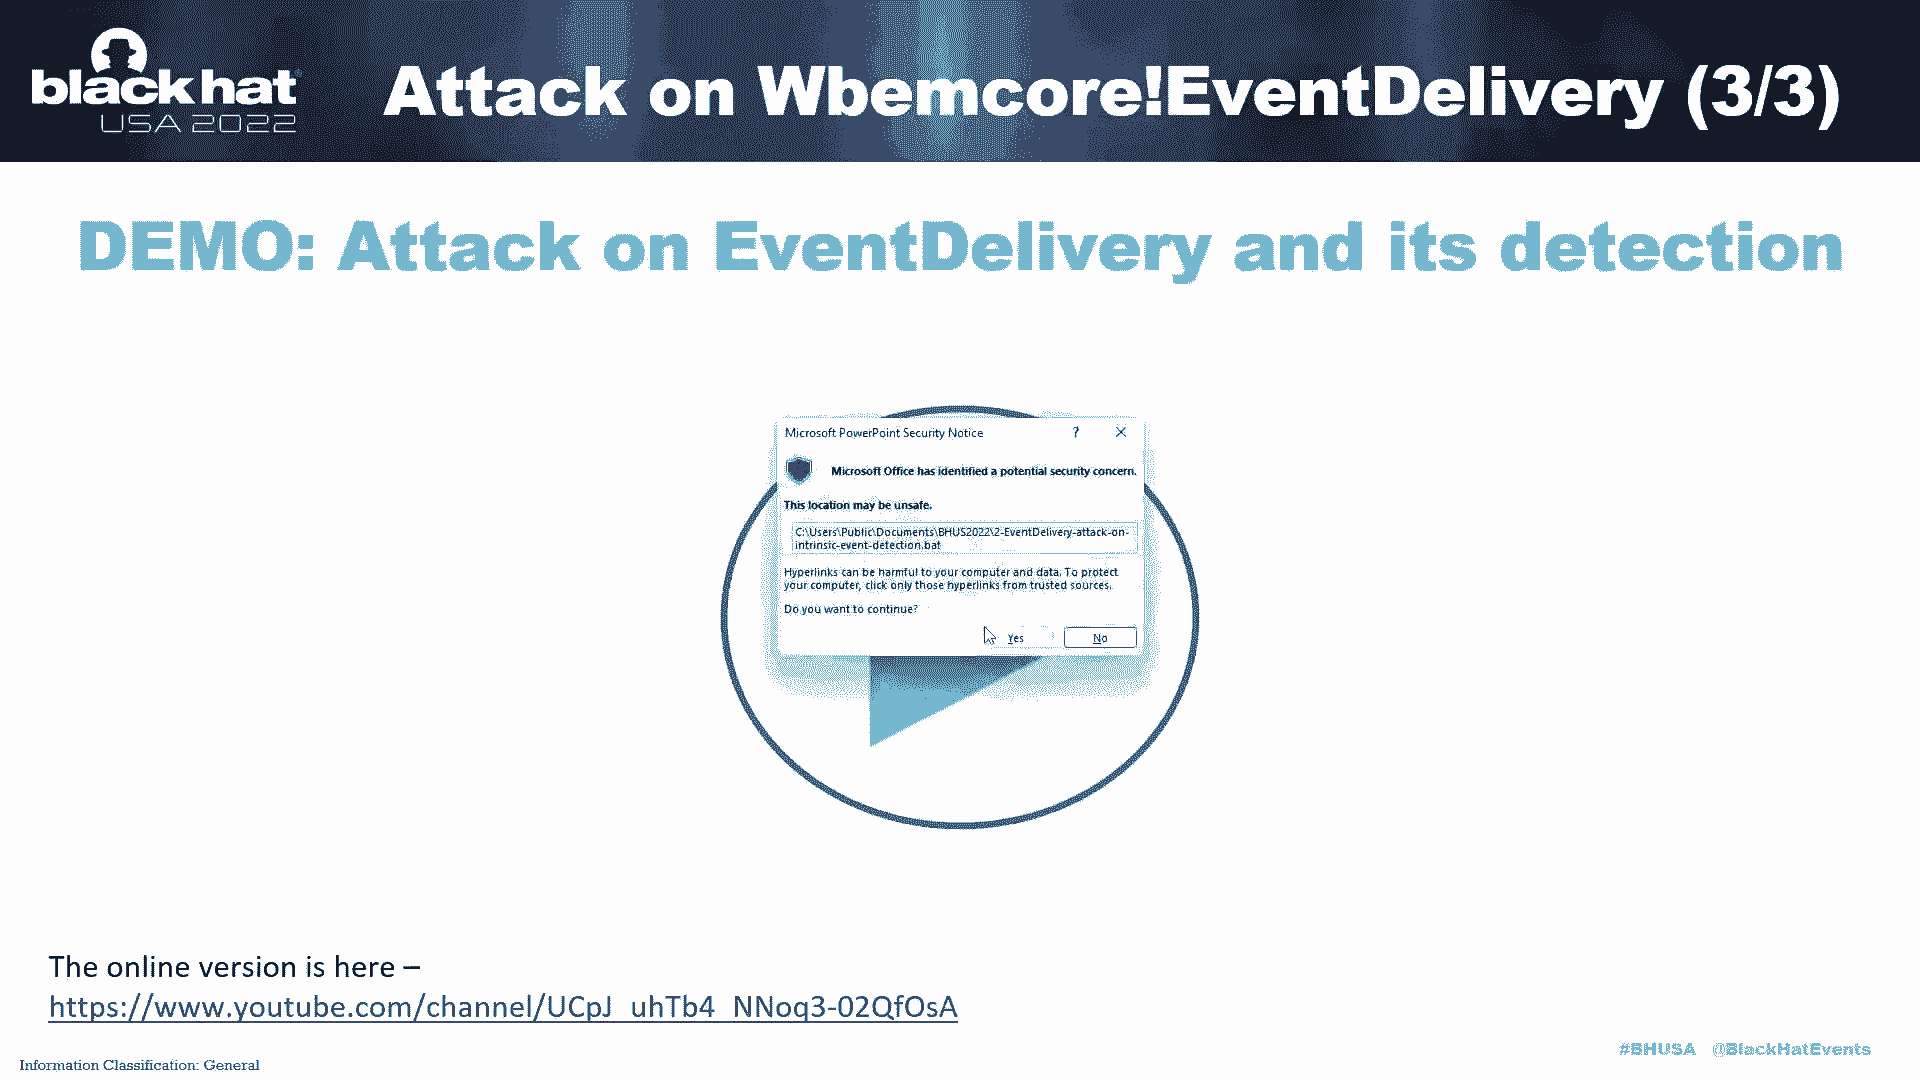 black hat
USA 2022
Attack on Wbemcore!EventDelivery (3/3)
DEMO: Attack on EventDelivery and its detection
Microsoft PowerPoint Security Notice
?
Microsoft Office has identified a potential security concern.
This location may be unsafe.
C:\Users\Public\Documents\BHUS2022\2-EventDelivery-attack-on-
intrinsic-event-detection.bat
Hyperlinks can be harmful to your computer and data. To protect
your computer, click only those hyperlinks from trusted sources.
Do you want to continue?
Yes No
The online version is here –
https://www.youtube.com/channel/UCpJ_uhTb4_NNoq3-02QfOsA
#BHUSA @BlackHatEvents
Information Classification: General